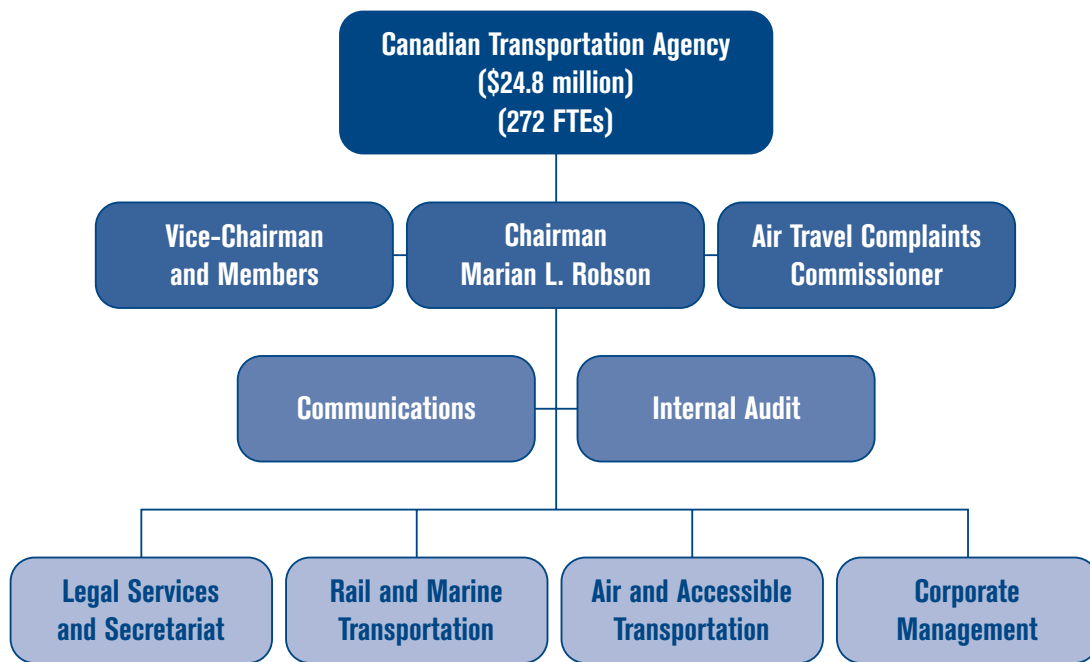 Canadian Transportation Agency
($24.8 million)
(272 FTEs)
Vice-Chairman
and Members
Chairman
Marian L. Robson
Air Travel Complaints
Commissioner
Communications
Internal Audit
Legal Services
and Secretariat
Rail and Marine
Transportation
Air and Accessible
Transportation
Corporate
Management